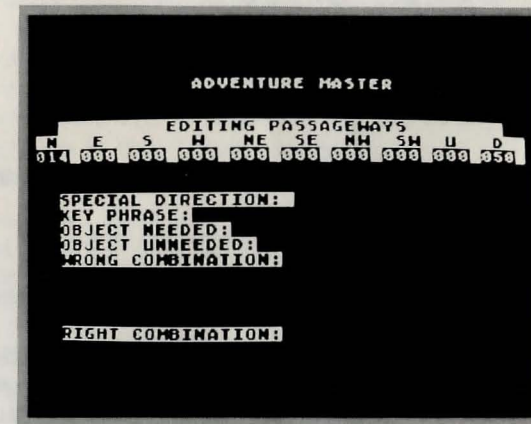 ADVENTURE MASTER
EDITING PASSAGEWAYS
N E S W NE SE NW SW U D
014 000 000 000 000 000 000 000 000 050
SPECIAL DIRECTION:
KEY PHRASE:
OBJECT NEEDED:
OBJECT UNNEEDED:
WRONG COMBINATION:
RIGHT COMBINATION: